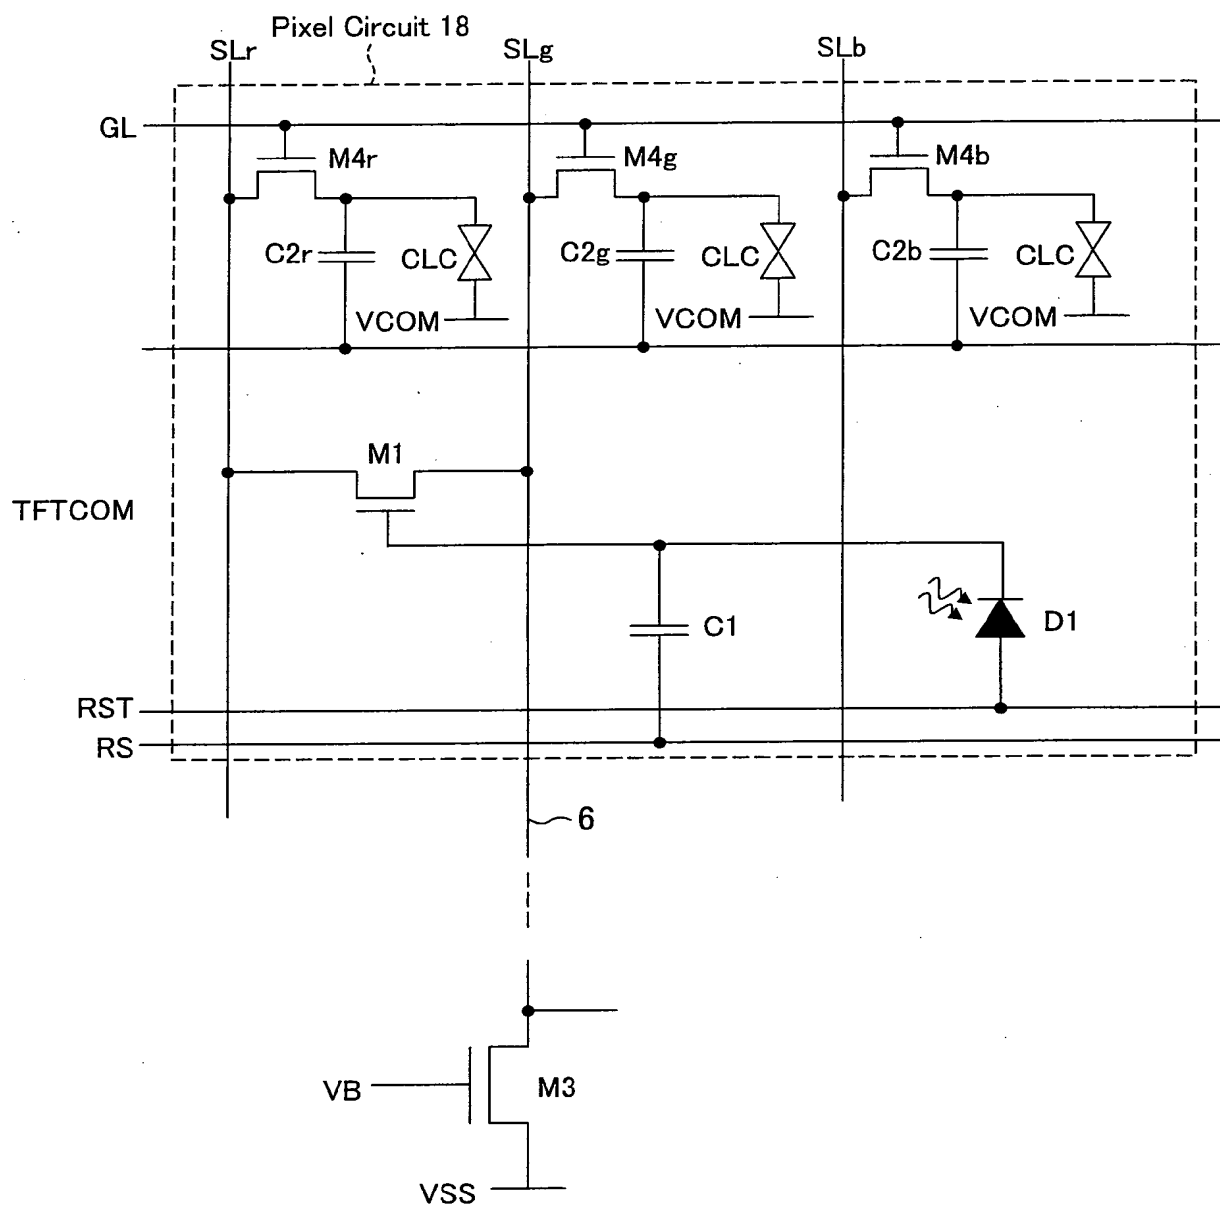 Pixel Circuit 18
SLr
SLg
SLb
GL
M4r
M4g
M4b
C2r
CLC
C2g
CLC
C2b
CLC
VCOM
VCOM
VCOM
M1
TFTCOM
C1
D1
RST
RS
6
VB
M3
VSS